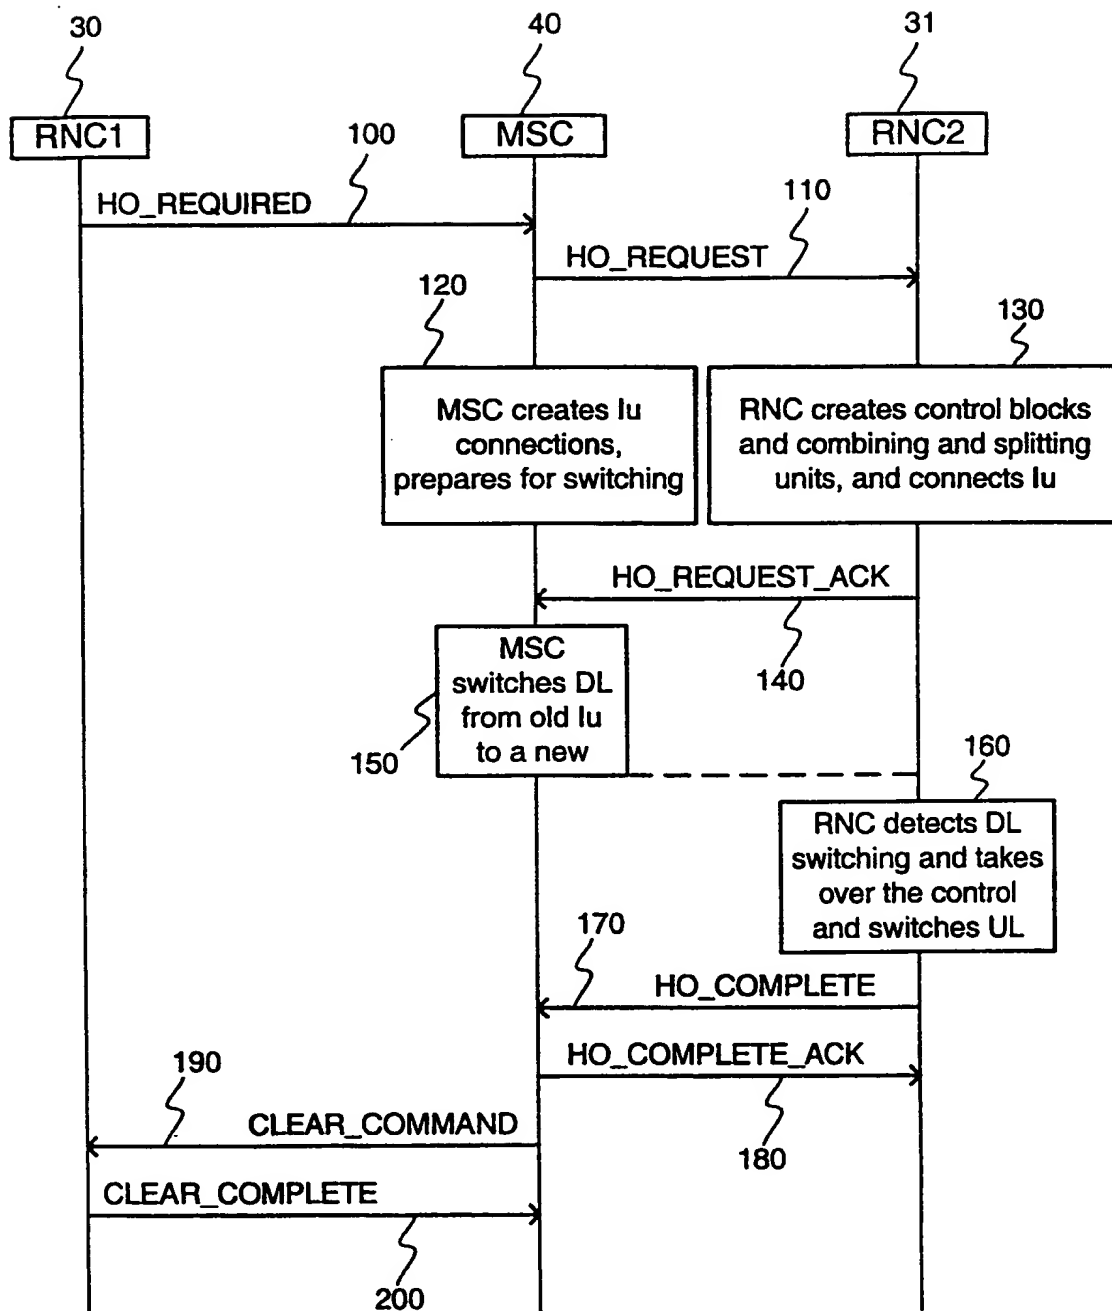 30
40
31
RNC1
MSC
RNC2
100
HO_REQUIRED
110
HO_REQUEST
120
130
MSC creates Iu
connections,
prepares for switching
RNC creates control blocks
and combining and splitting
units, and connects Iu
HO_REQUEST_ACK
140
MSC
switches DL
from old Iu
to a new
150
160
RNC detects DL
switching and takes
over the control
and switches UL
170
HO_COMPLETE
HO_COMPLETE_ACK
180
190
CLEAR_COMMAND
CLEAR_COMPLETE
200